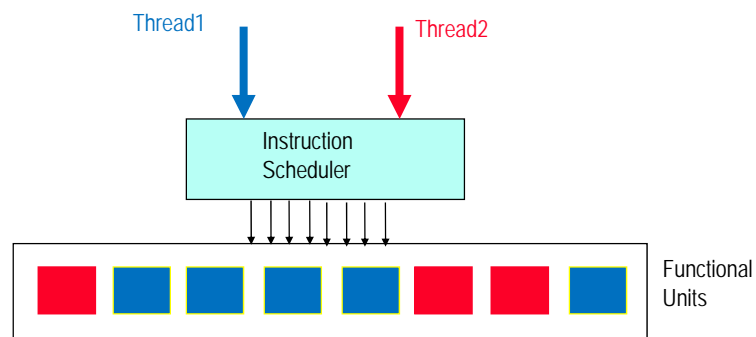 Thread1
Thread2
Instruction
Scheduler
Functional
Units